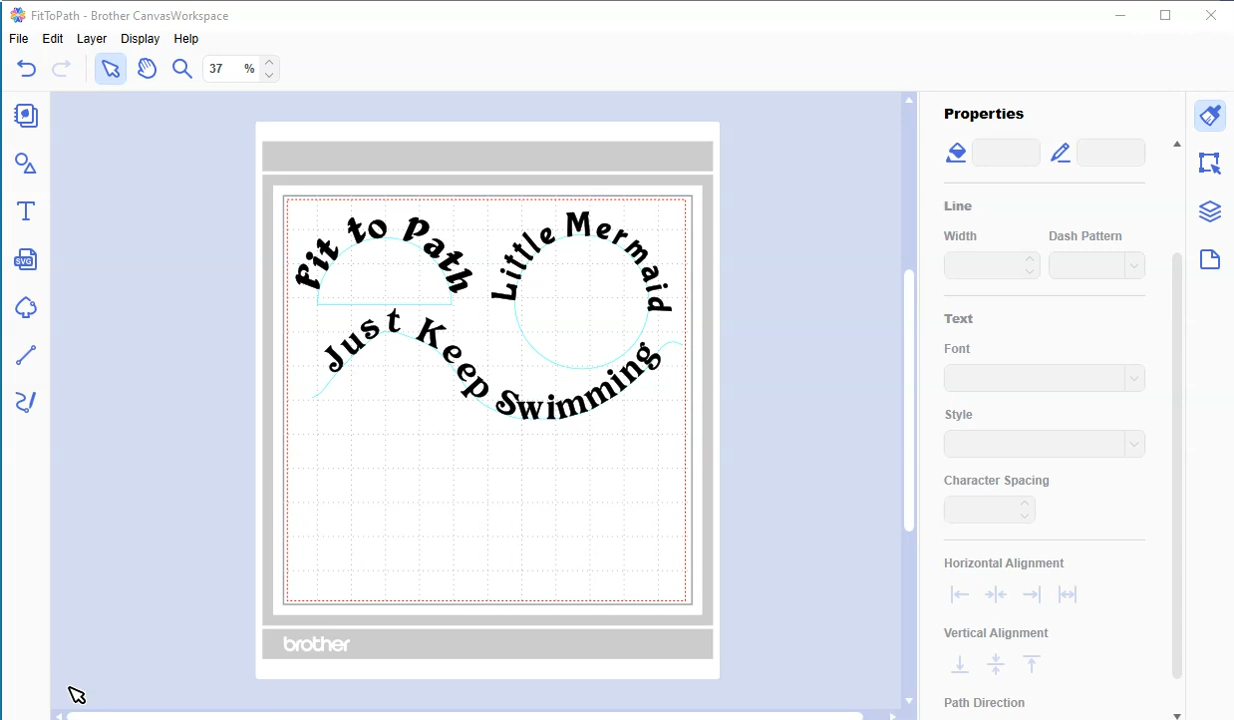 FitToPath - Brother CanvasWorkspace
File Edit Layer Display Help
37 %
SVG
Fit to Path
Little Mermaid
Just Keep Swimming
brother
Properties
Line
Width Dash Pattern
Text
Font
Style
Character Spacing
Horizontal Alignment
Vertical Alignment
Path Direction